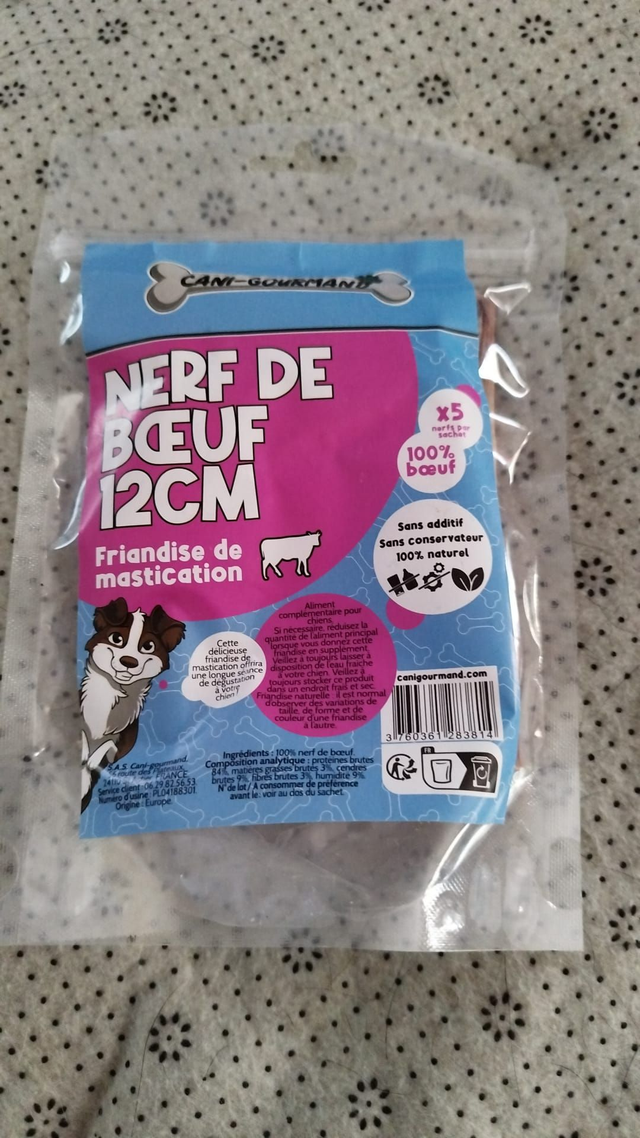 CANI-GOURMAND
NERF DE
BŒUF
12CM
Friandise de
mastication
x5
nerfs par
sachet
100%
bœuf
Sans additif
Sans conservateur
100% naturel
Cette
délicieuse
friandise de
mastication offrira
une longue séance
de dégustation
à votre
chien !
Aliment
complémentaire pour
chiens.
Si nécessaire, réduisez la
quantité de l'aliment principal
lorsque vous donnez cette
friandise en supplément.
Veillez à toujours laisser à
disposition de l'eau fraîche
à votre chien. Veillez à
toujours stocker ce produit
dans un endroit frais et sec.
Friandise naturelle : il est normal
d'observer des variations de
taille, de forme et de
couleur d'une friandise
à l'autre.
canigourmand.com
3 760361 283814
FR
Ingrédients : 100% nerf de bœuf.
Composition analytique : protéines brutes
84%, matières grasses brutes 3%, cendres
brutes 9%, fibres brutes 3%, humidité 9%.
N° de lot / A consommer de préférence
avant le: voir au dos du sachet.
S.A.S. Cani-gourmand.
route de
FRANCE
Service client : 06 29 82 56 53
Numéro d'usine : PL04188301
Origine : Europe.